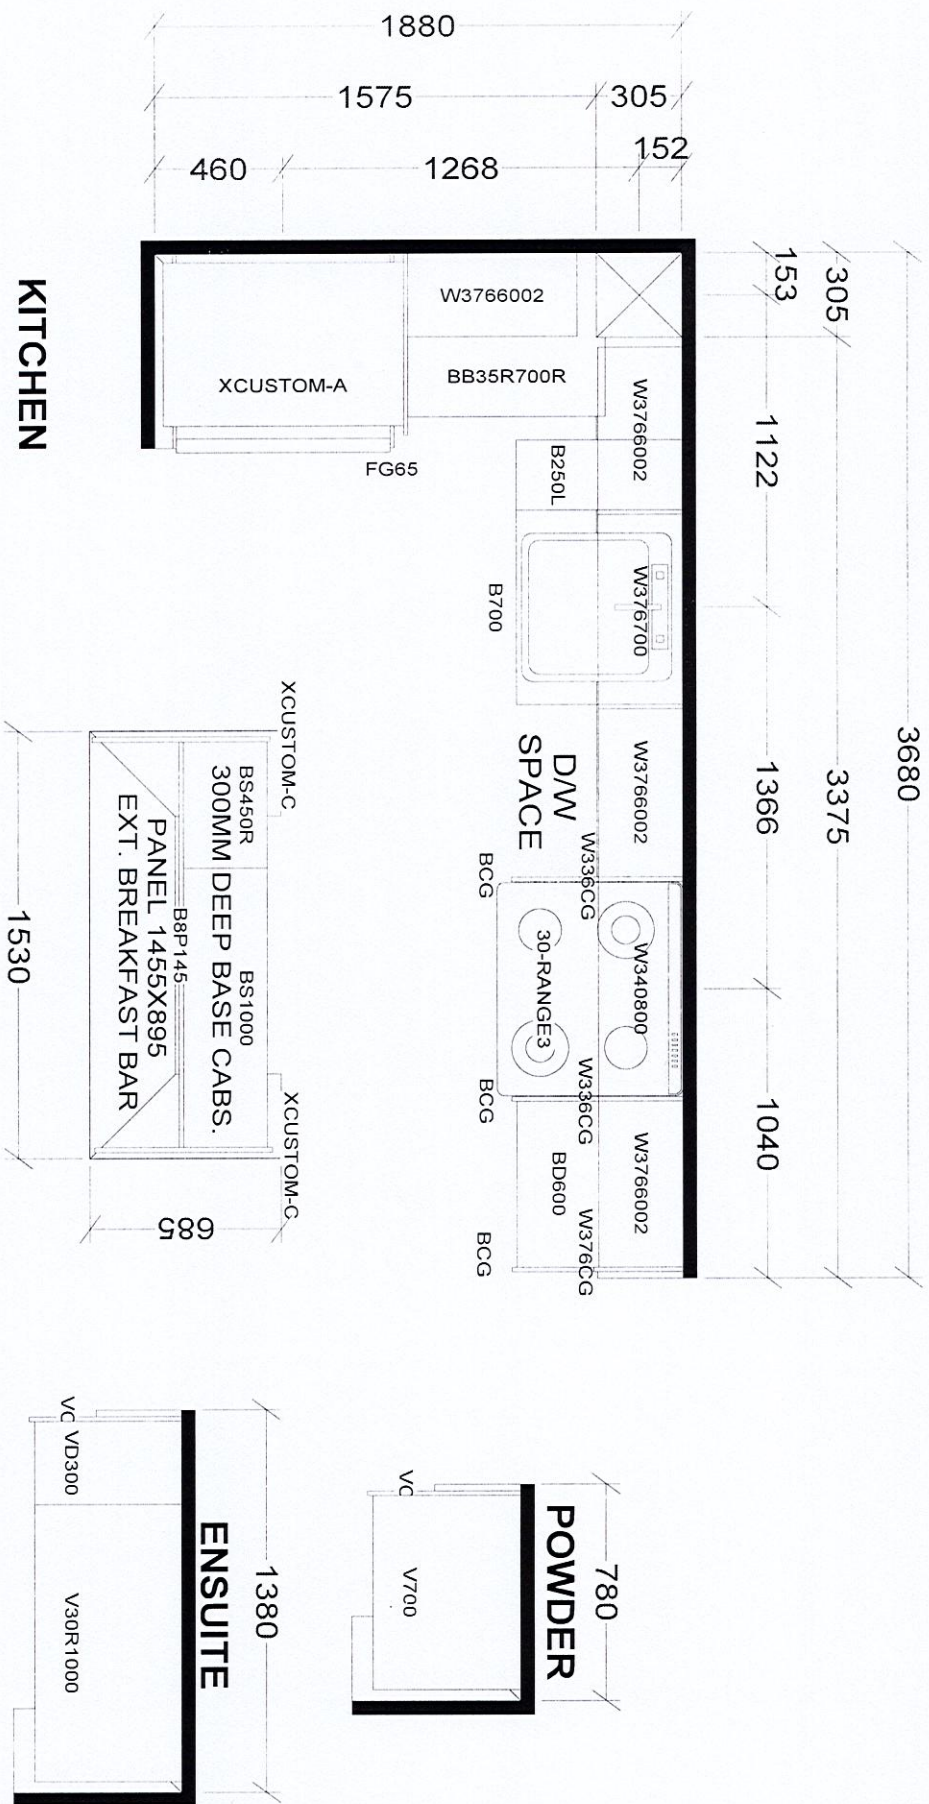 1880
1575
305
460
1268
152
3680
305
3375
153
1122
1366
1040
KITCHEN
W3766002
BB35R700R
XCUSTOM-A
FG65
W3766002
B250L
W376700
B700
W3766002
D/W
SPACE
W336CG
BCG
W340800
30-RANGE3
W336CG
BCG
W3766002
BD600
W376CG
BCG
XCUSTOM-C
BS450R
BS1000
300MM DEEP BASE CABS.
B8P145
PANEL 1455X895
EXT. BREAKFAST BAR
XCUSTOM-C
1530
685
780
POWDER
VC
V700
1380
ENSUITE
VC
VD300
V30R1000